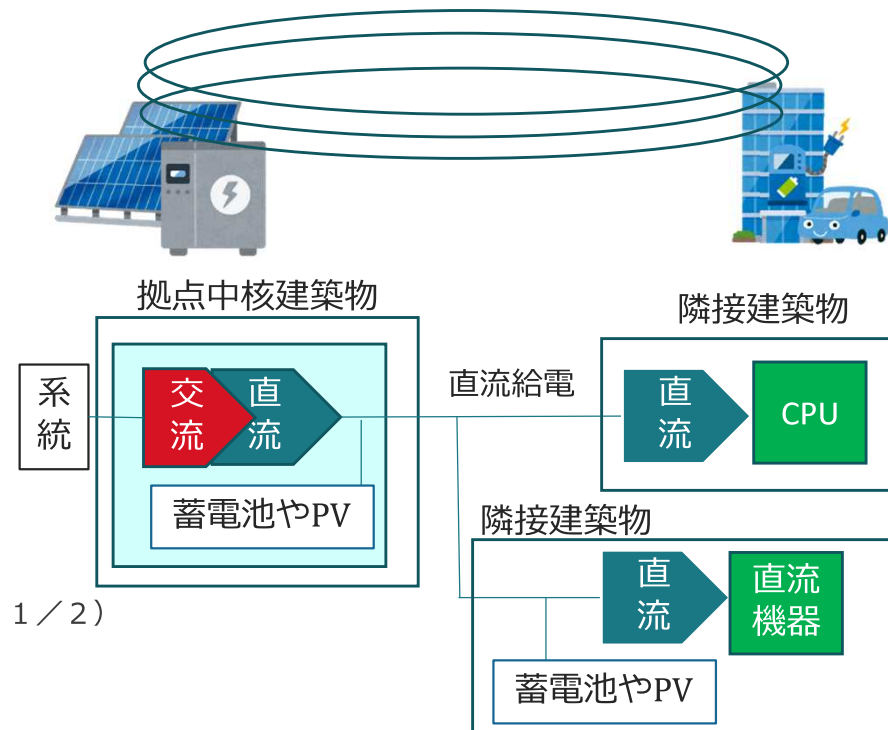 拠点中核建築物
隣接建築物
系
統
交
流
直
流
直流給電
直
流
CPU
蓄電池やPV
隣接建築物
直
流
直流
機器
1／2）
蓄電池やPV